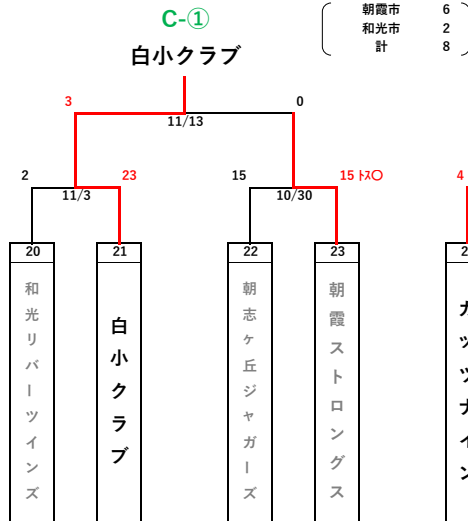 C-①
白小クラブ
朝霞市 6
和光市 2
計 8
3
0
11/13
2
23
15
15 ﾄｽ〇
4
11/3
10/30
20
21
22
23
和光リバーツインズ
白小クラブ
朝志ヶ丘ジャガーズ
朝霞ストロングス